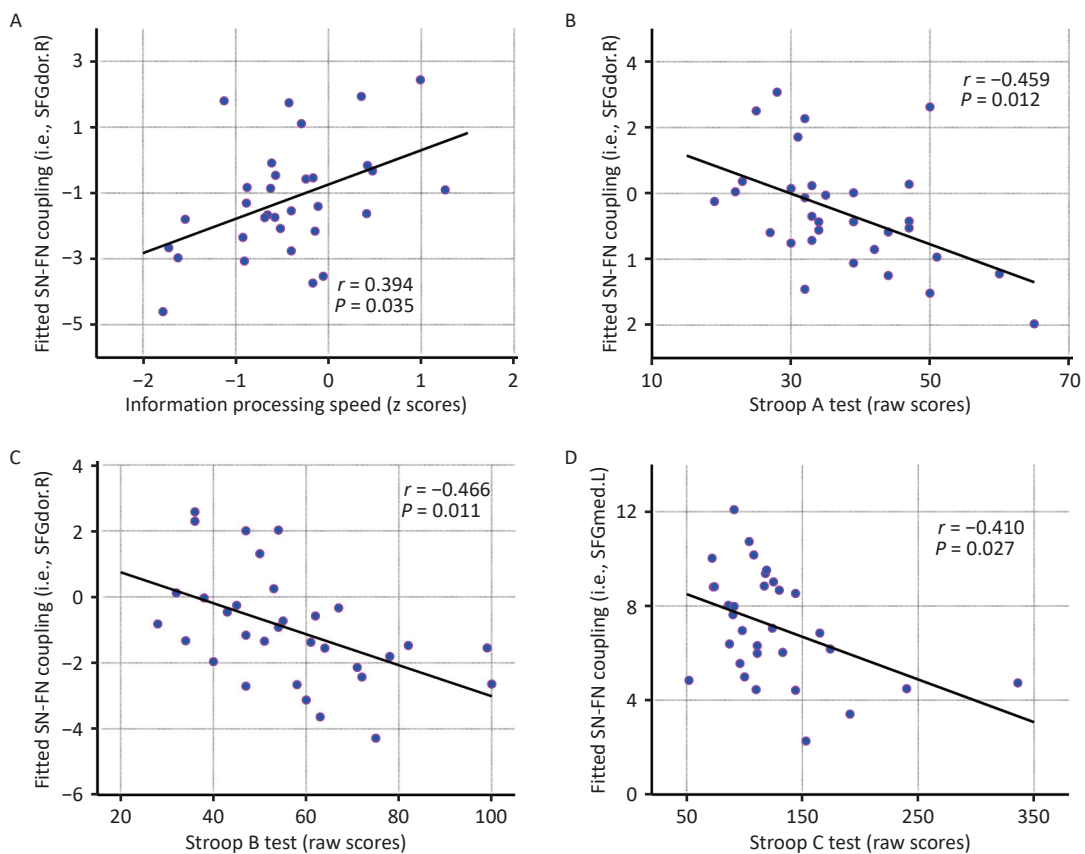 A
Fitted SN-FN coupling (i.e., SFGdor.R)
3
1
−1
−3
−5
r = 0.394
P = 0.035
−2 −1 0 1 2
Information processing speed (z scores)
B
Fitted SN-FN coupling (i.e., SFGdor.R)
4
2
0
1
2
r = −0.459
P = 0.012
10 30 50 70
Stroop A test (raw scores)
C
Fitted SN-FN coupling (i.e., SFGdor.R)
4
2
0
−2
−4
−6
r = −0.466
P = 0.011
20 40 60 80 100
Stroop B test (raw scores)
D
Fitted SN-FN coupling (i.e., SFGmed.L)
12
8
4
0
r = −0.410
P = 0.027
50 150 250 350
Stroop C test (raw scores)